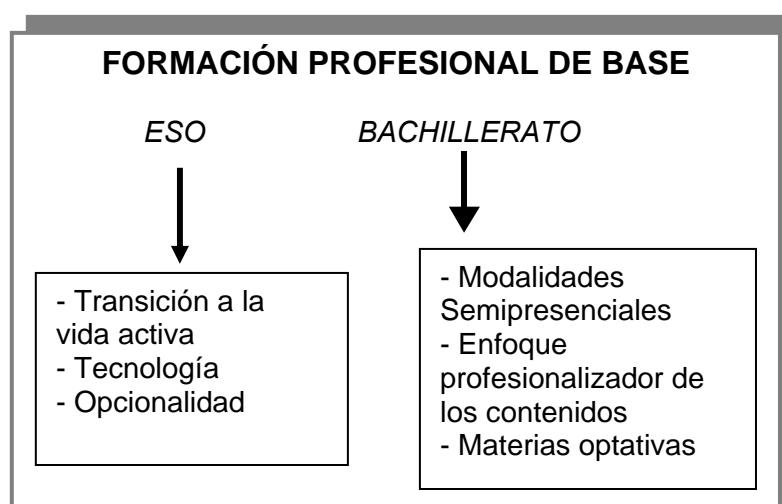 FORMACIÓN PROFESIONAL DE BASE
ESO BACHILLERATO
- Transición a la
vida activa
- Tecnología
- Opcionalidad
- Modalidades
Semipresenciales
- Enfoque
profesionalizador de
los contenidos
- Materias optativas